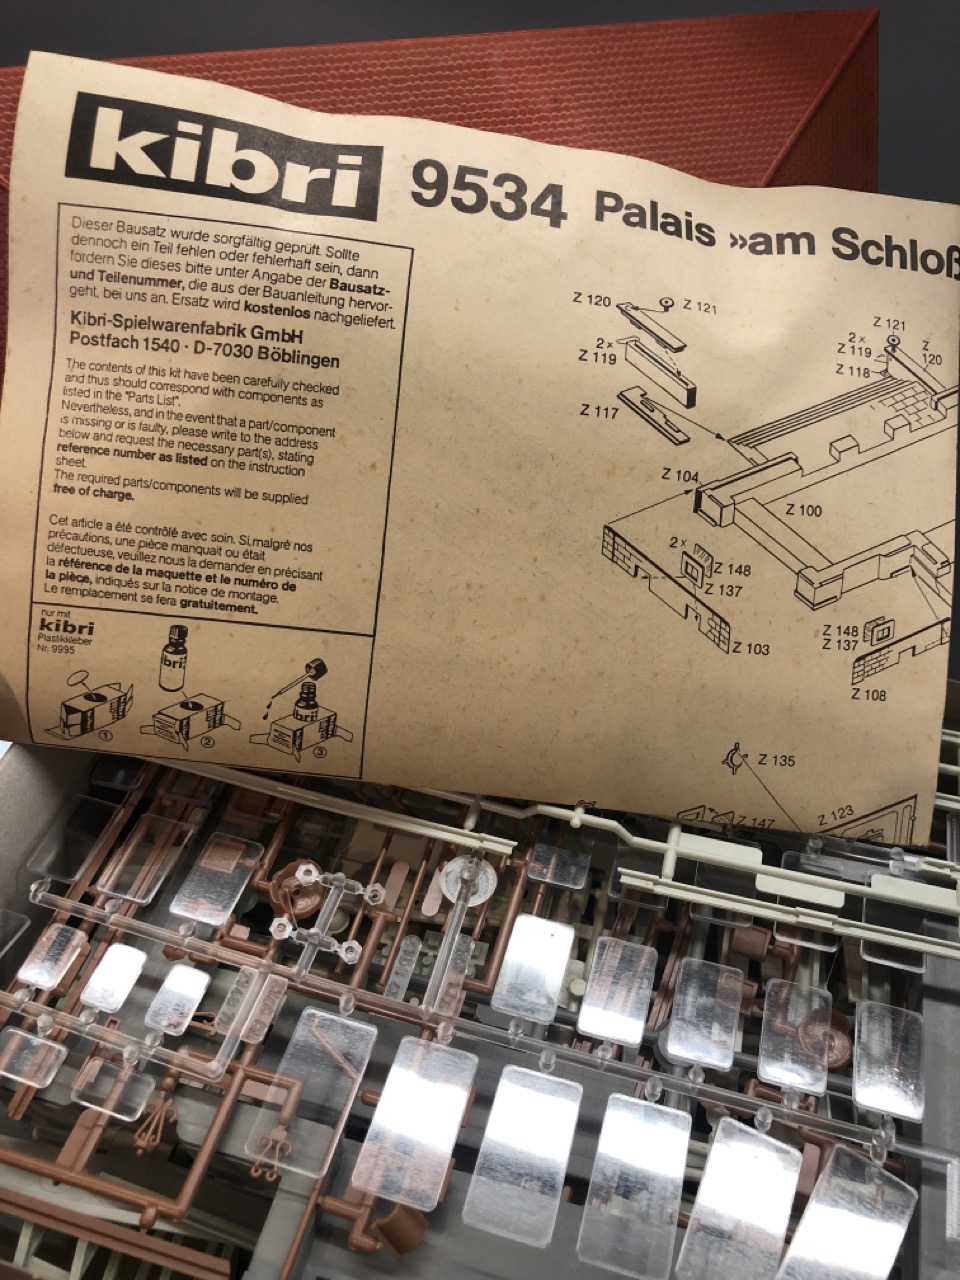 kibri
9534 Palais »am Schloß
Dieser Bausatz wurde sorgfältig geprüft. Sollte
dennoch ein Teil fehlen oder fehlerhaft sein, dann
fordern Sie dieses bitte unter Angabe der Bausatz-
und Teilenummer, die aus der Bauanleitung hervor-
geht, bei uns an. Ersatz wird kostenlos nachgeliefert.
Kibri-Spielwarenfabrik GmbH
Postfach 1540 · D-7030 Böblingen
The contents of this kit have been carefully checked
and thus should correspond with components as
listed in the "Parts List".
Nevertheless, and in the event that a part/component
is missing or is faulty, please write to the address
below and request the necessary part(s), stating
reference number as listed on the instruction
sheet.
The required parts/components will be supplied
free of charge.
Cet article a été contrôlé avec soin. Si, malgré nos
précautions, une pièce manquait ou était
défectueuse, veuillez nous la demander en précisant
la référence de la maquette et le numéro de
la pièce, indiqués sur la notice de montage.
Le remplacement se fera gratuitement.
nur mit
kibri
Plastikkleber
Nr. 9995
ibri
1
2
3
Z 120
Z 121
2×
Z 119
Z 117
Z 121
2×
Z 119
Z 120
Z 118
Z 104
Z 100
2×
Z 148
Z 137
Z 103
Z 148
Z 137
Z 108
Z 135
Z 147
Z 123